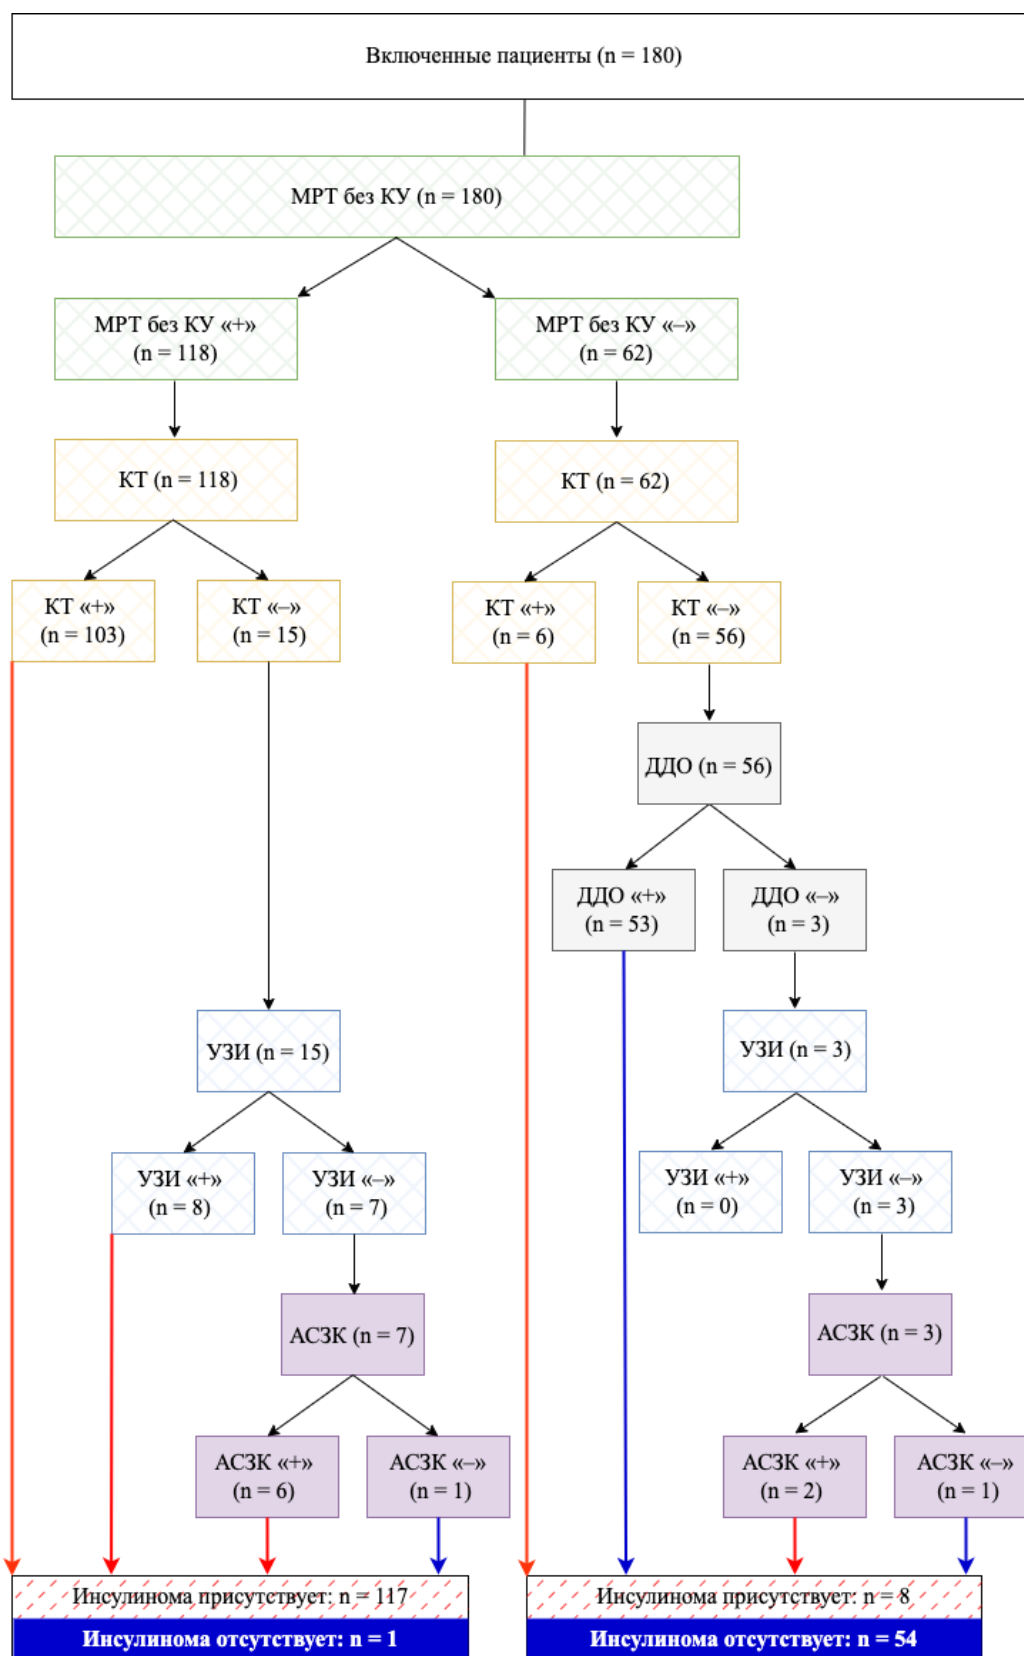 Включенные пациенты (n = 180)
МРТ без КУ (n = 180)
МРТ без КУ «+»
(n = 118)
МРТ без КУ «–»
(n = 62)
КТ (n = 118)
КТ (n = 62)
КТ «+»
(n = 103)
КТ «–»
(n = 15)
КТ «+»
(n = 6)
КТ «–»
(n = 56)
ДДО (n = 56)
ДДО «+»
(n = 53)
ДДО «–»
(n = 3)
УЗИ (n = 15)
УЗИ (n = 3)
УЗИ «+»
(n = 8)
УЗИ «–»
(n = 7)
УЗИ «+»
(n = 0)
УЗИ «–»
(n = 3)
АСЗК (n = 7)
АСЗК (n = 3)
АСЗК «+»
(n = 6)
АСЗК «–»
(n = 1)
АСЗК «+»
(n = 2)
АСЗК «–»
(n = 1)
Инсулинома присутствует: n = 117
Инсулинома отсутствует: n = 1
Инсулинома присутствует: n = 8
Инсулинома отсутствует: n = 54